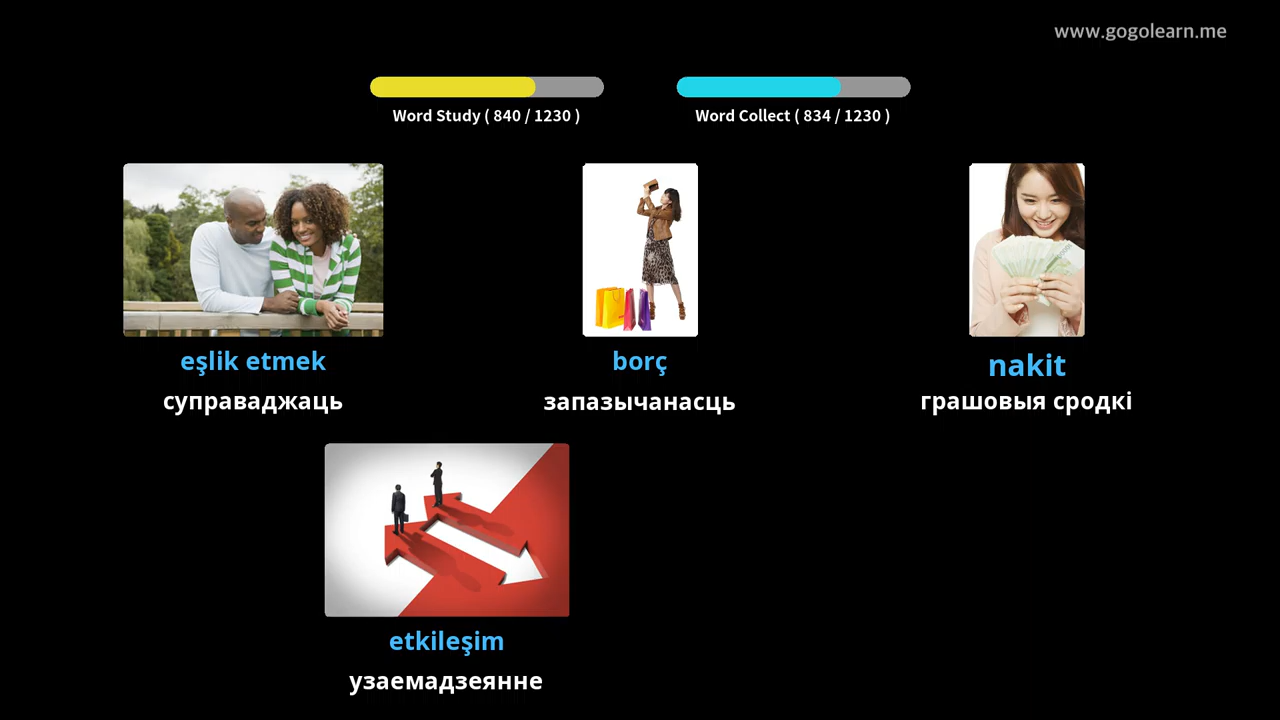 www.gogolearn.me
Word Study ( 840 / 1230 )
Word Collect ( 834 / 1230 )
eşlik etmek
суправаджаць
borç
запазычанасць
nakit
грашовыя сродкі
etkileşim
узаемадзеянне